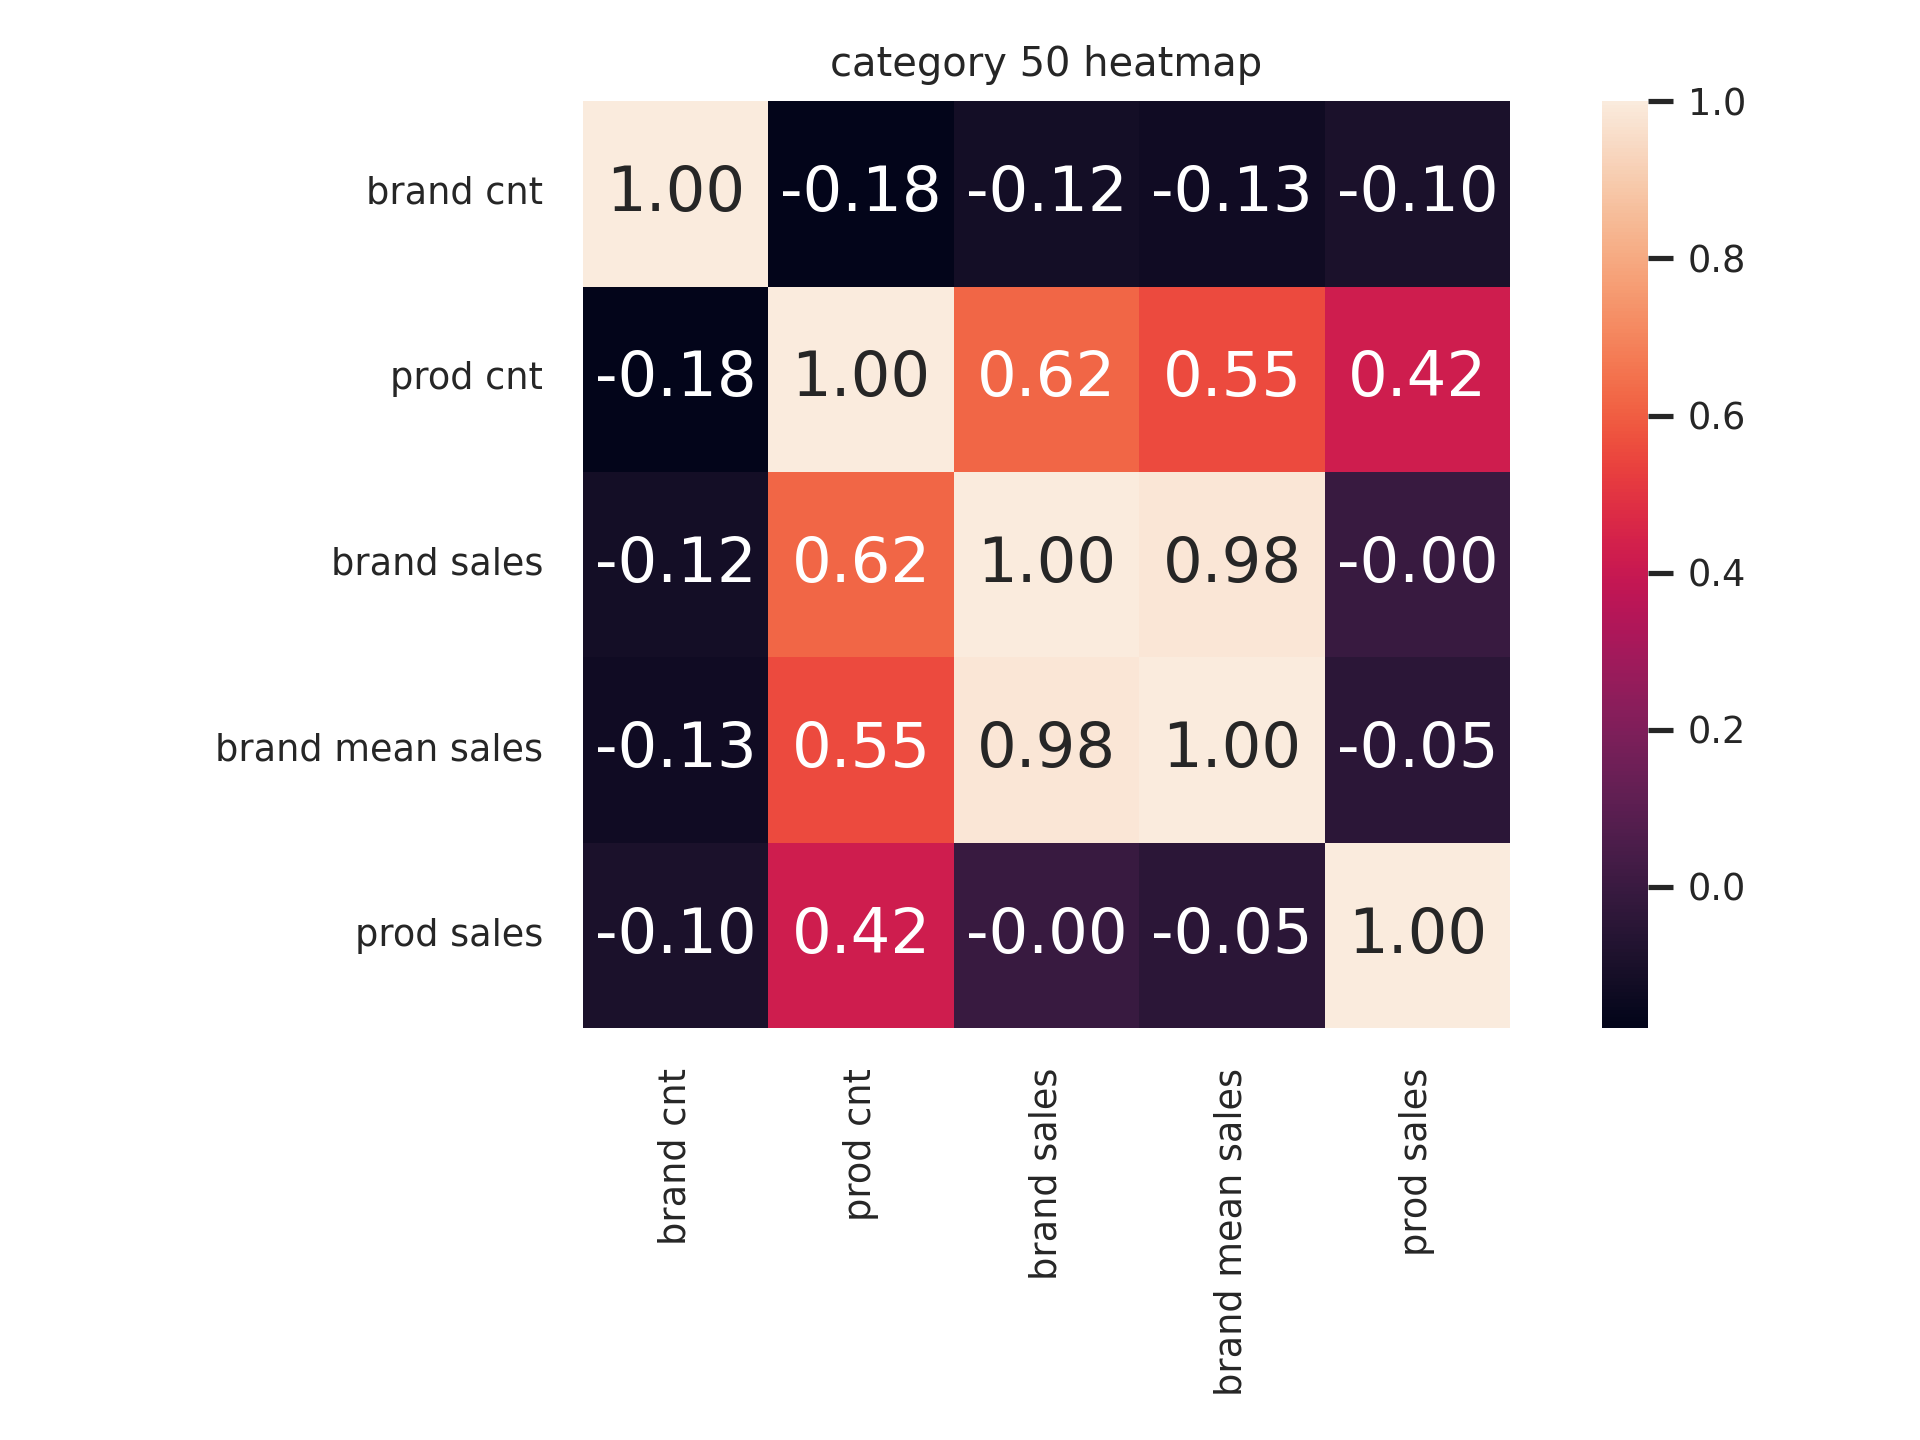 category 50 heatmap
brand cnt
1.00 -0.18 -0.12 -0.13 -0.10
prod cnt
-0.18 1.00 0.62 0.55 0.42
brand sales
-0.12 0.62 1.00 0.98 -0.00
brand mean sales
-0.13 0.55 0.98 1.00 -0.05
prod sales
-0.10 0.42 -0.00 -0.05 1.00
brand cnt
prod cnt
brand sales
brand mean sales
prod sales
1.0
0.8
0.6
0.4
0.2
0.0